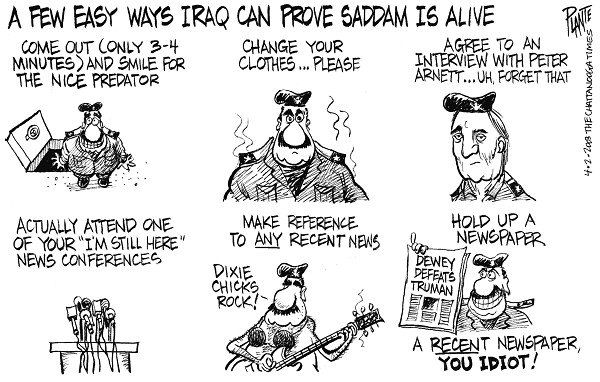 A FEW EASY WAYS IRAQ CAN PROVE SADDAM IS ALIVE
PLANTE
COME OUT (ONLY 3-4
MINUTES) AND SMILE FOR
THE NICE PREDATOR
CHANGE YOUR
CLOTHES... PLEASE
AGREE TO AN
INTERVIEW WITH PETER
ARNETT... UH, FORGET THAT
4-2-2003 THE CHATTANOOGA TIMES
ACTUALLY ATTEND ONE
OF YOUR "I'M STILL HERE"
NEWS CONFERENCES
MAKE REFERENCE
TO ANY RECENT NEWS
DIXIE
CHICKS
ROCK!
HOLD UP A
NEWSPAPER
DEWEY
DEFEATS
TRUMAN
A RECENT NEWSPAPER,
YOU IDIOT!